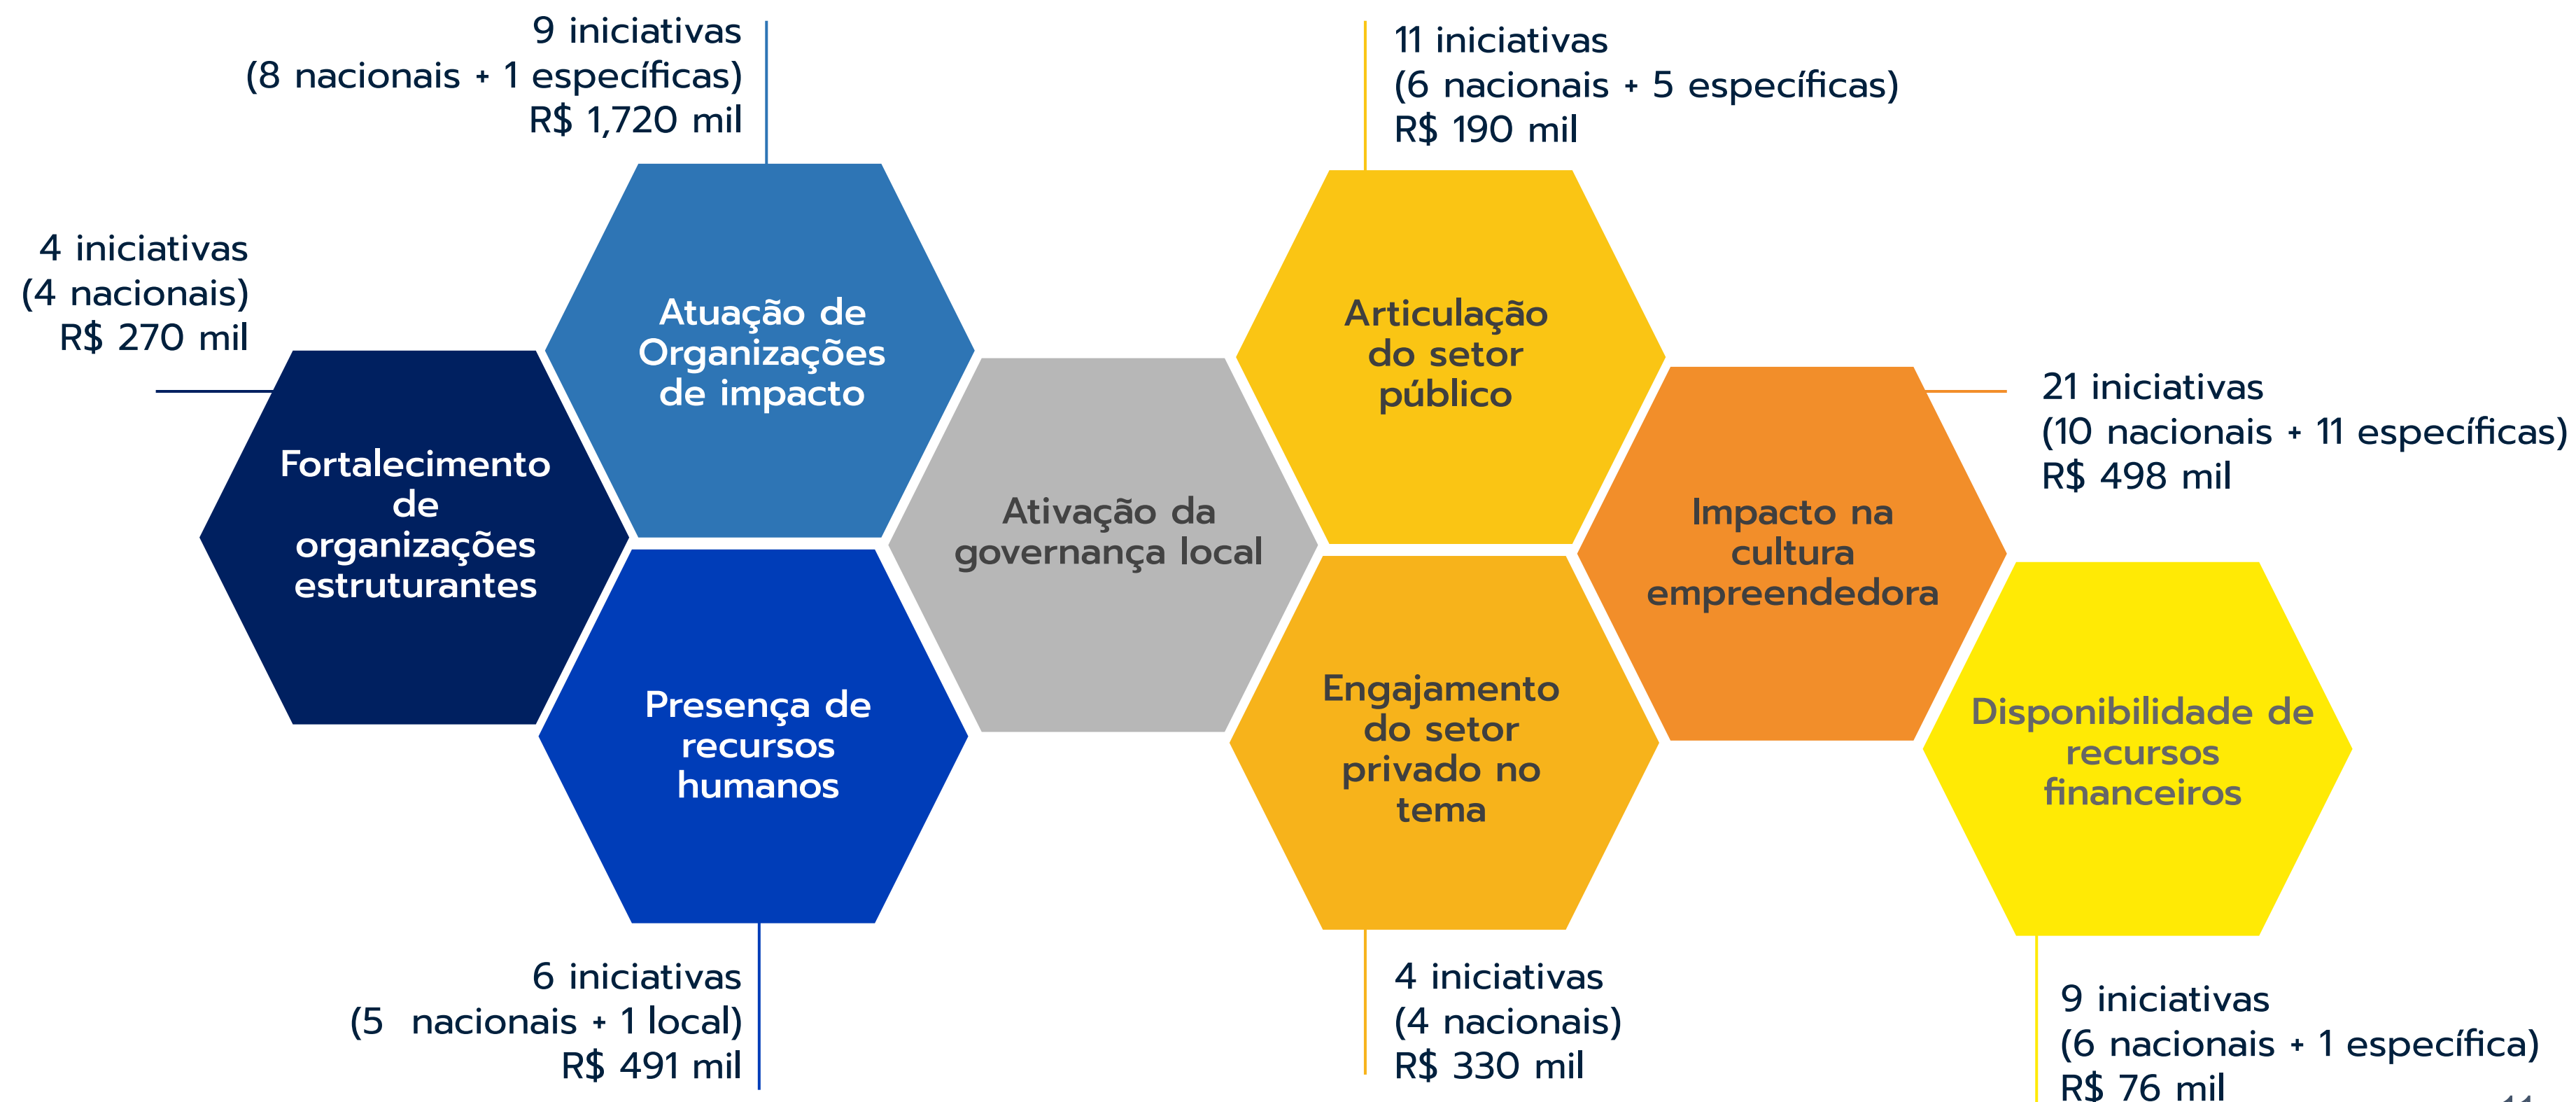 9 iniciativas
(8 nacionais + 1 específicas)
R$ 1,720 mil
11 iniciativas
(6 nacionais + 5 específicas)
R$ 190 mil
4 iniciativas
(4 nacionais)
R$ 270 mil
Atuação de
Organizações
de impacto
Articulação
do setor
público
21 iniciativas
(10 nacionais + 11 específicas)
R$ 498 mil
Fortalecimento
de
organizações
estruturantes
Ativação da
governança local
Impacto na
cultura
empreendedora
Presença de
recursos
humanos
Engajamento
do setor
privado no
tema
Disponibilidade de
recursos
financeiros
6 iniciativas
(5 nacionais + 1 local)
R$ 491 mil
4 iniciativas
(4 nacionais)
R$ 330 mil
9 iniciativas
(6 nacionais + 1 específica)
R$ 76 mil